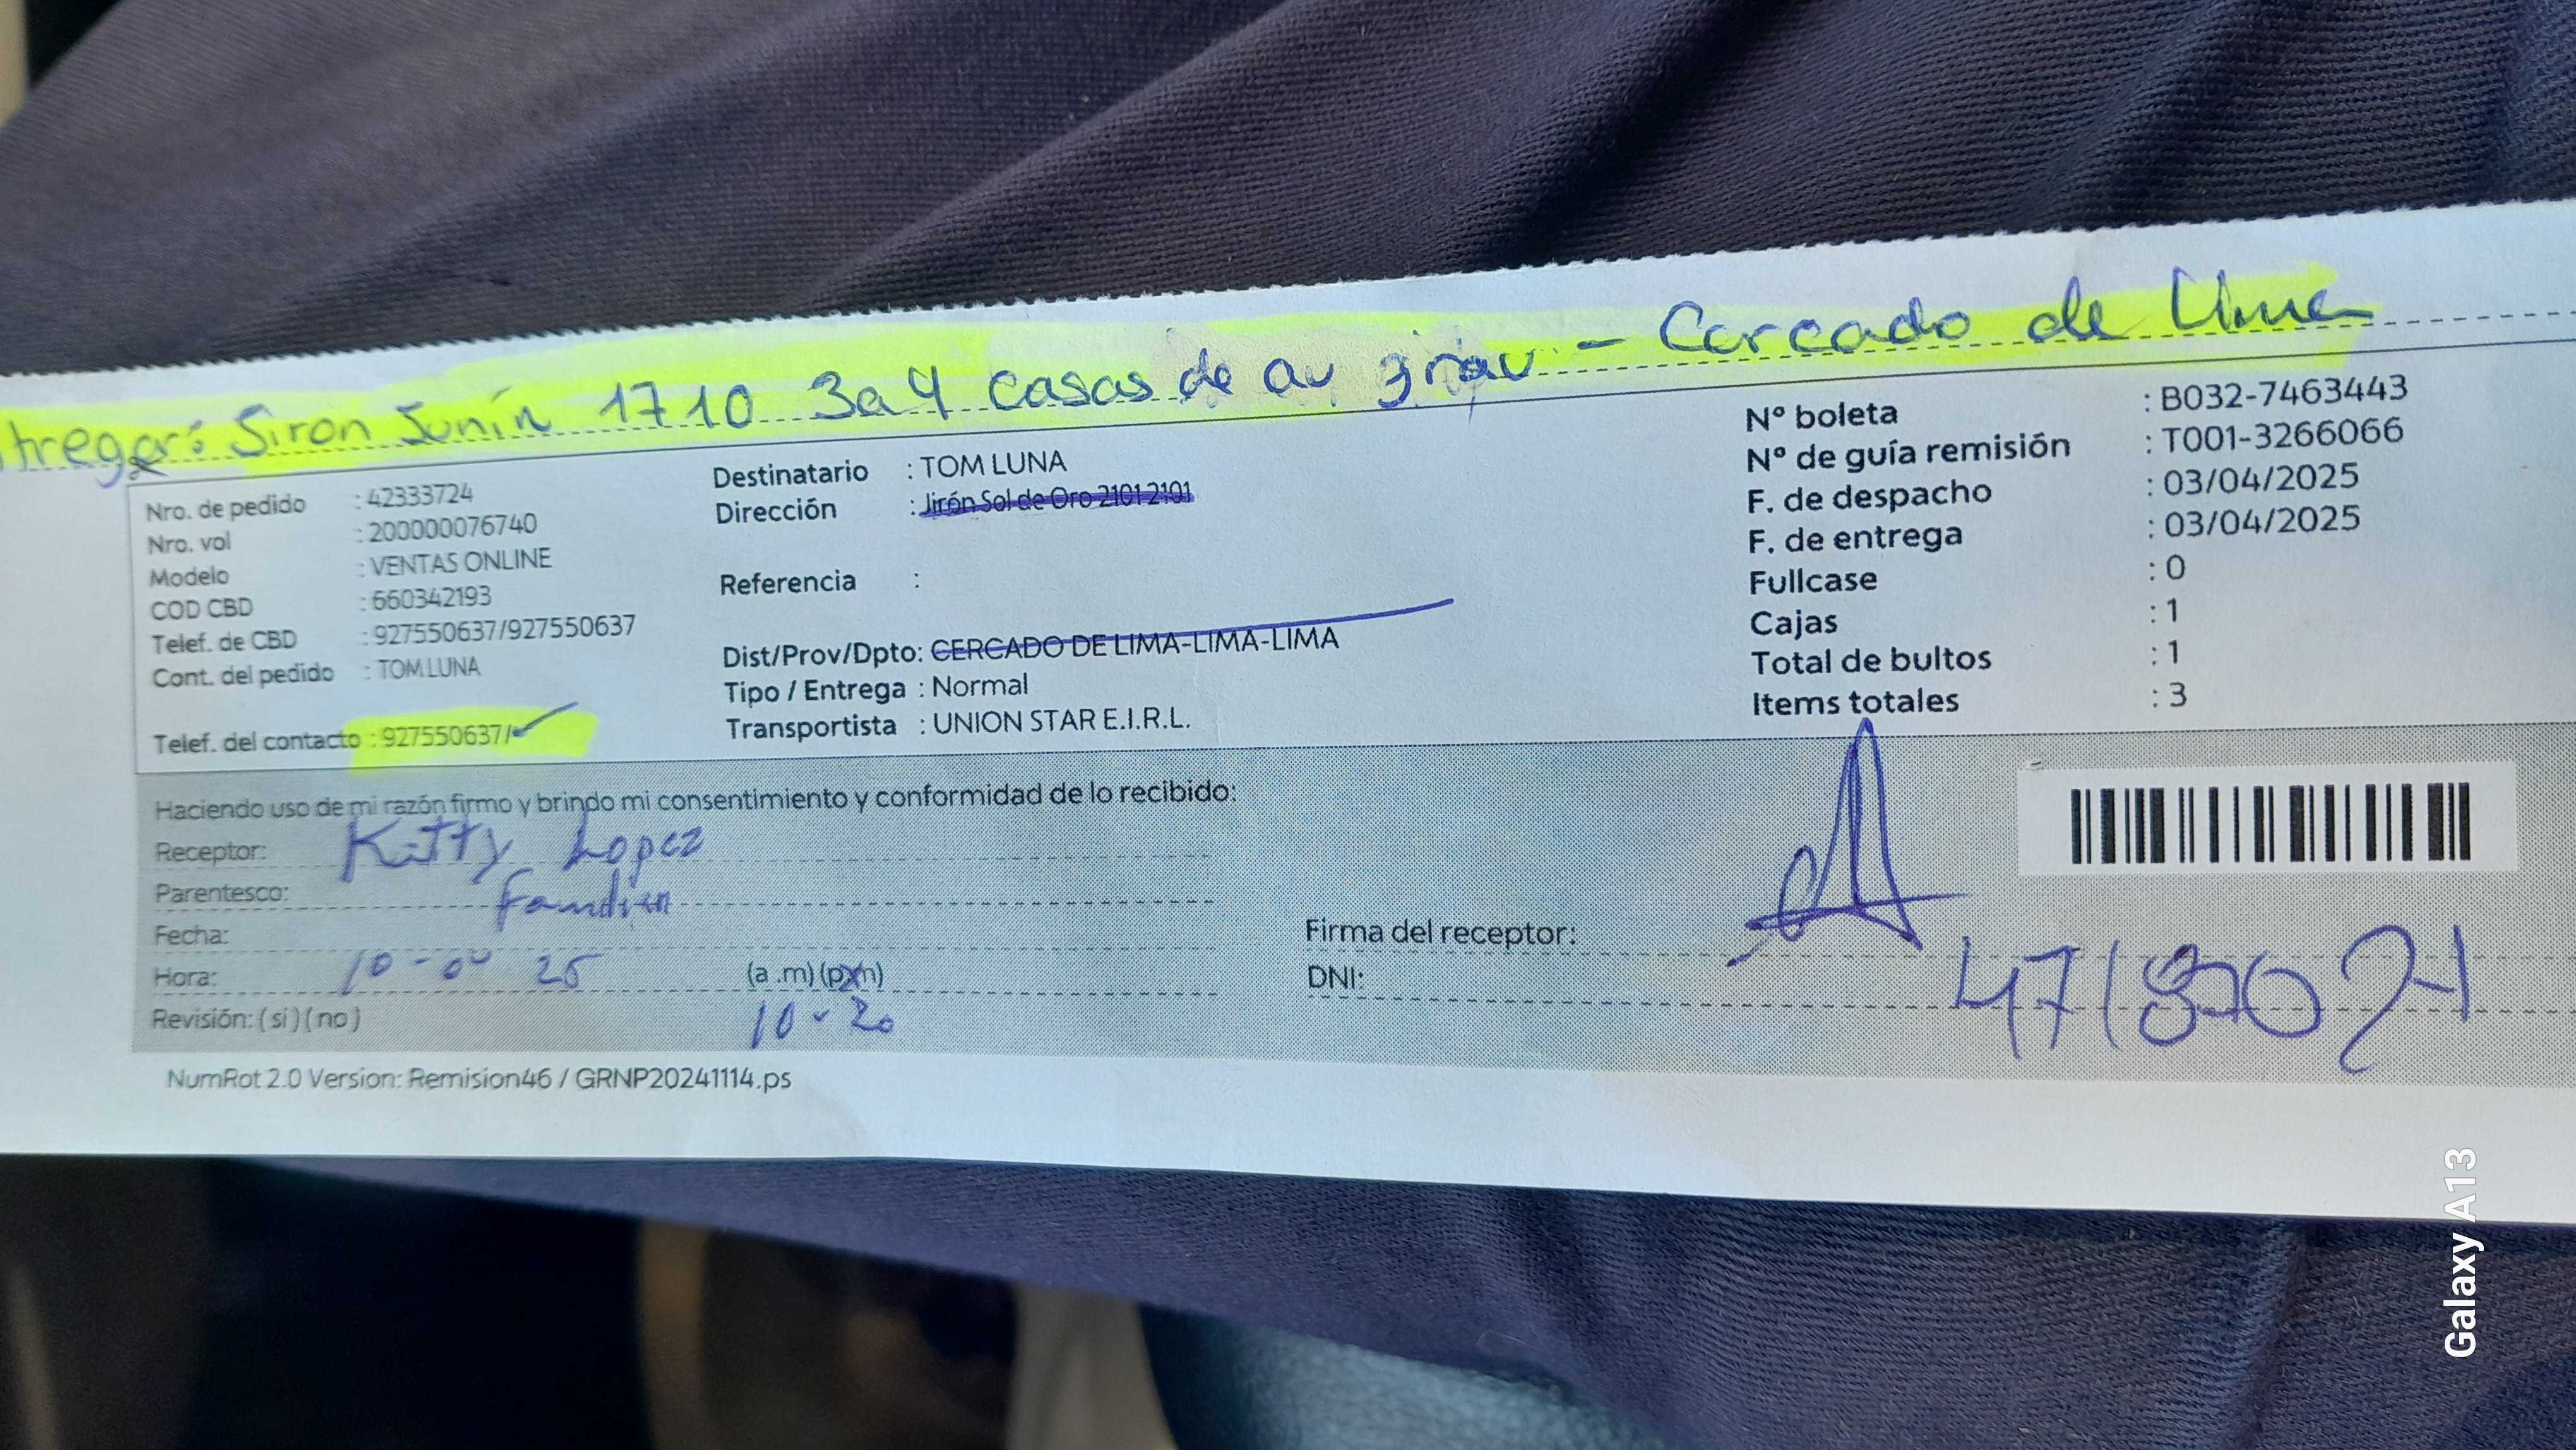 tregar: Siron Junín 1710 3a4 casas de av grau - Cercado de Lima
Nro. de pedido : 42333724
Nro. vol : 200000076740
Modelo : VENTAS ONLINE
COD CBD : 660342193
Telef. de CBD : 927550637/927550637
Cont. del pedido : TOM LUNA
Telef. del contacto : 927550637/
Destinatario : TOM LUNA
Dirección : Jirón Sol de Oro 2101 2101
Referencia :
Dist/Prov/Dpto: CERCADO DE LIMA-LIMA-LIMA
Tipo / Entrega : Normal
Transportista : UNION STAR E.I.R.L.
Nº boleta : B032-7463443
Nº de guía remisión : T001-3266066
F. de despacho : 03/04/2025
F. de entrega : 03/04/2025
Fullcase : 0
Cajas : 1
Total de bultos : 1
Items totales : 3
Haciendo uso de mi razón firmo y brindo mi consentimiento y conformidad de lo recibido:
Receptor: Kitty Lopez
Parentesco:
Fecha:
Hora: 10-04 25 (a .m) (p.m)
Revisión: ( si ) ( no ) 10-20
Firma del receptor:
DNI:
NumRot 2.0 Version: Remision46 / GRNP20241114.ps
Galaxy A13